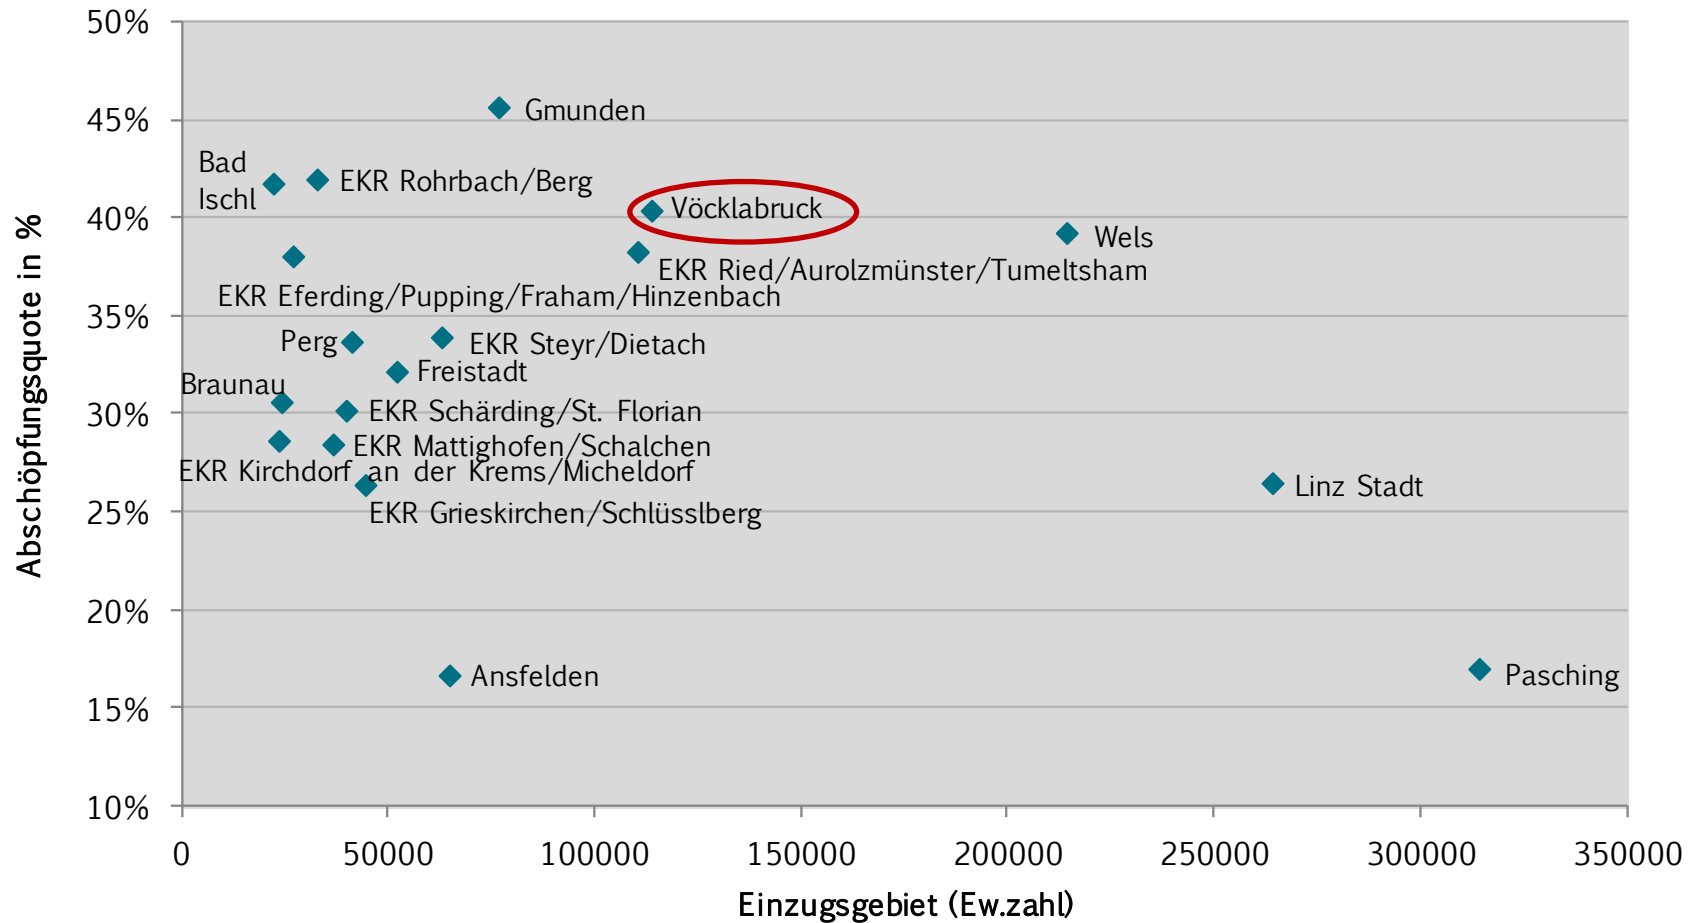 50%
45%
40%
35%
30%
25%
20%
15%
10%
Abschöpfungsquote in %
Gmunden
Bad
Ischl
EKR Rohrbach/Berg
Vöcklabruck
Wels
EKR Ried/Aurolzmünster/Tumeltsham
EKR Eferding/Pupping/Fraham/Hinzenbach
Perg
EKR Steyr/Dietach
Freistadt
Braunau
EKR Schärding/St. Florian
EKR Mattighofen/Schalchen
EKR Kirchdorf an der Krems/Micheldorf
EKR Grieskirchen/Schlüsslberg
Linz Stadt
Ansfelden
Pasching
0 50000 100000 150000 200000 250000 300000 350000
Einzugsgebiet (Ew.zahl)